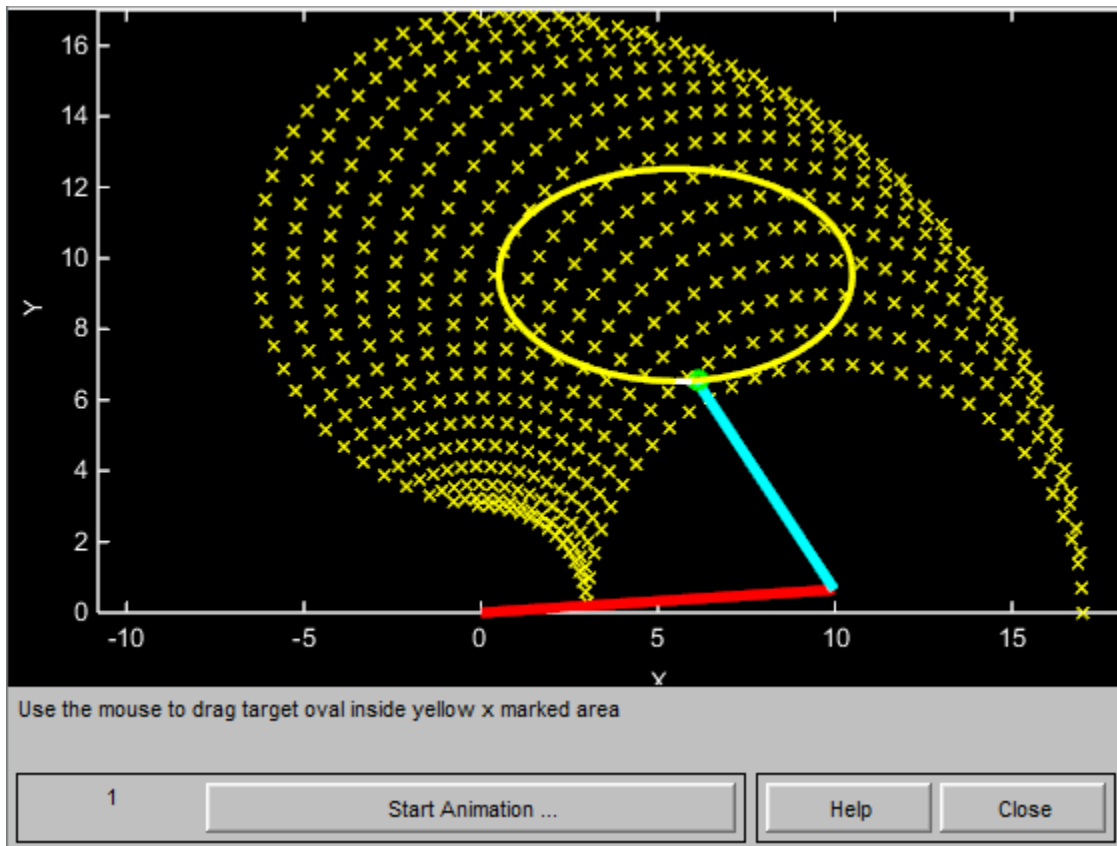 16
14
12
10
8
6
4
2
0
Y
-10 -5 0 5 10 15
X
Use the mouse to drag target oval inside yellow x marked area
1 Start Animation ... Help Close